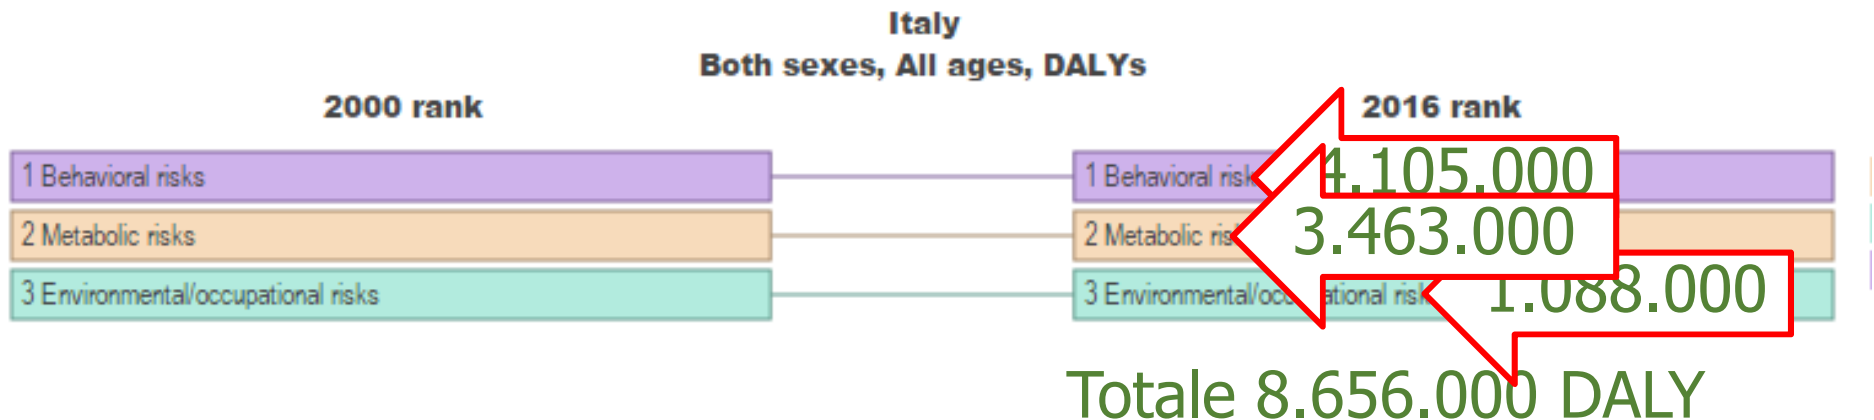 Italy
Both sexes, All ages, DALYs
2000 rank 2016 rank
1 Behavioral risks 1 Behavioral risk 4.105.000
2 Metabolic risks 2 Metabolic ris 3.463.000
3 Environmental/occupational risks 3 Environmental/occ ational risk 1.088.000
Totale 8.656.000 DALY